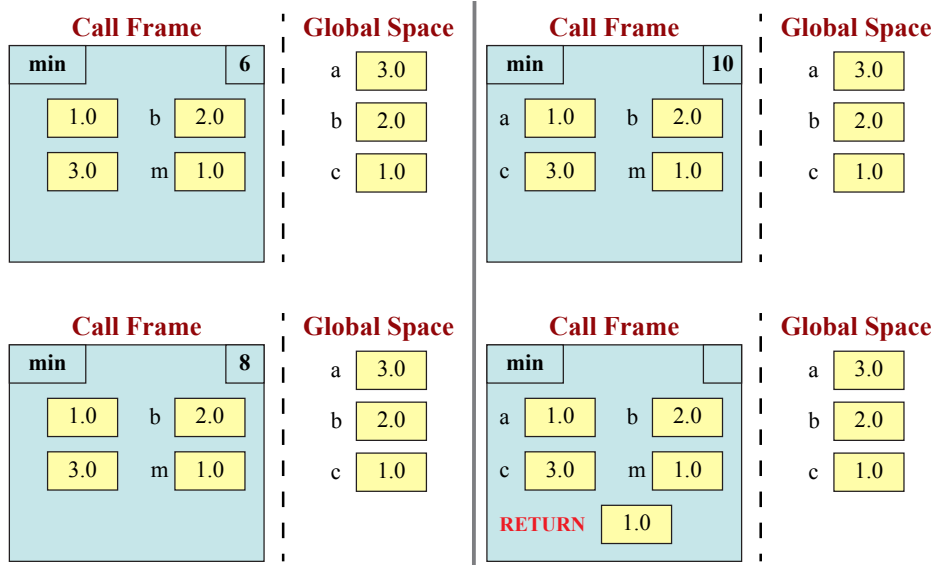 Call Frame Global Space
min 6
a 3.0
1.0 b 2.0
b 2.0
3.0 m 1.0
c 1.0
Call Frame Global Space
min 10
a 3.0
a 1.0 b 2.0
b 2.0
c 3.0 m 1.0
c 1.0
Call Frame Global Space
min 8
a 3.0
1.0 b 2.0
b 2.0
3.0 m 1.0
c 1.0
Call Frame Global Space
min
a 3.0
a 1.0 b 2.0
b 2.0
c 3.0 m 1.0
c 1.0
RETURN 1.0